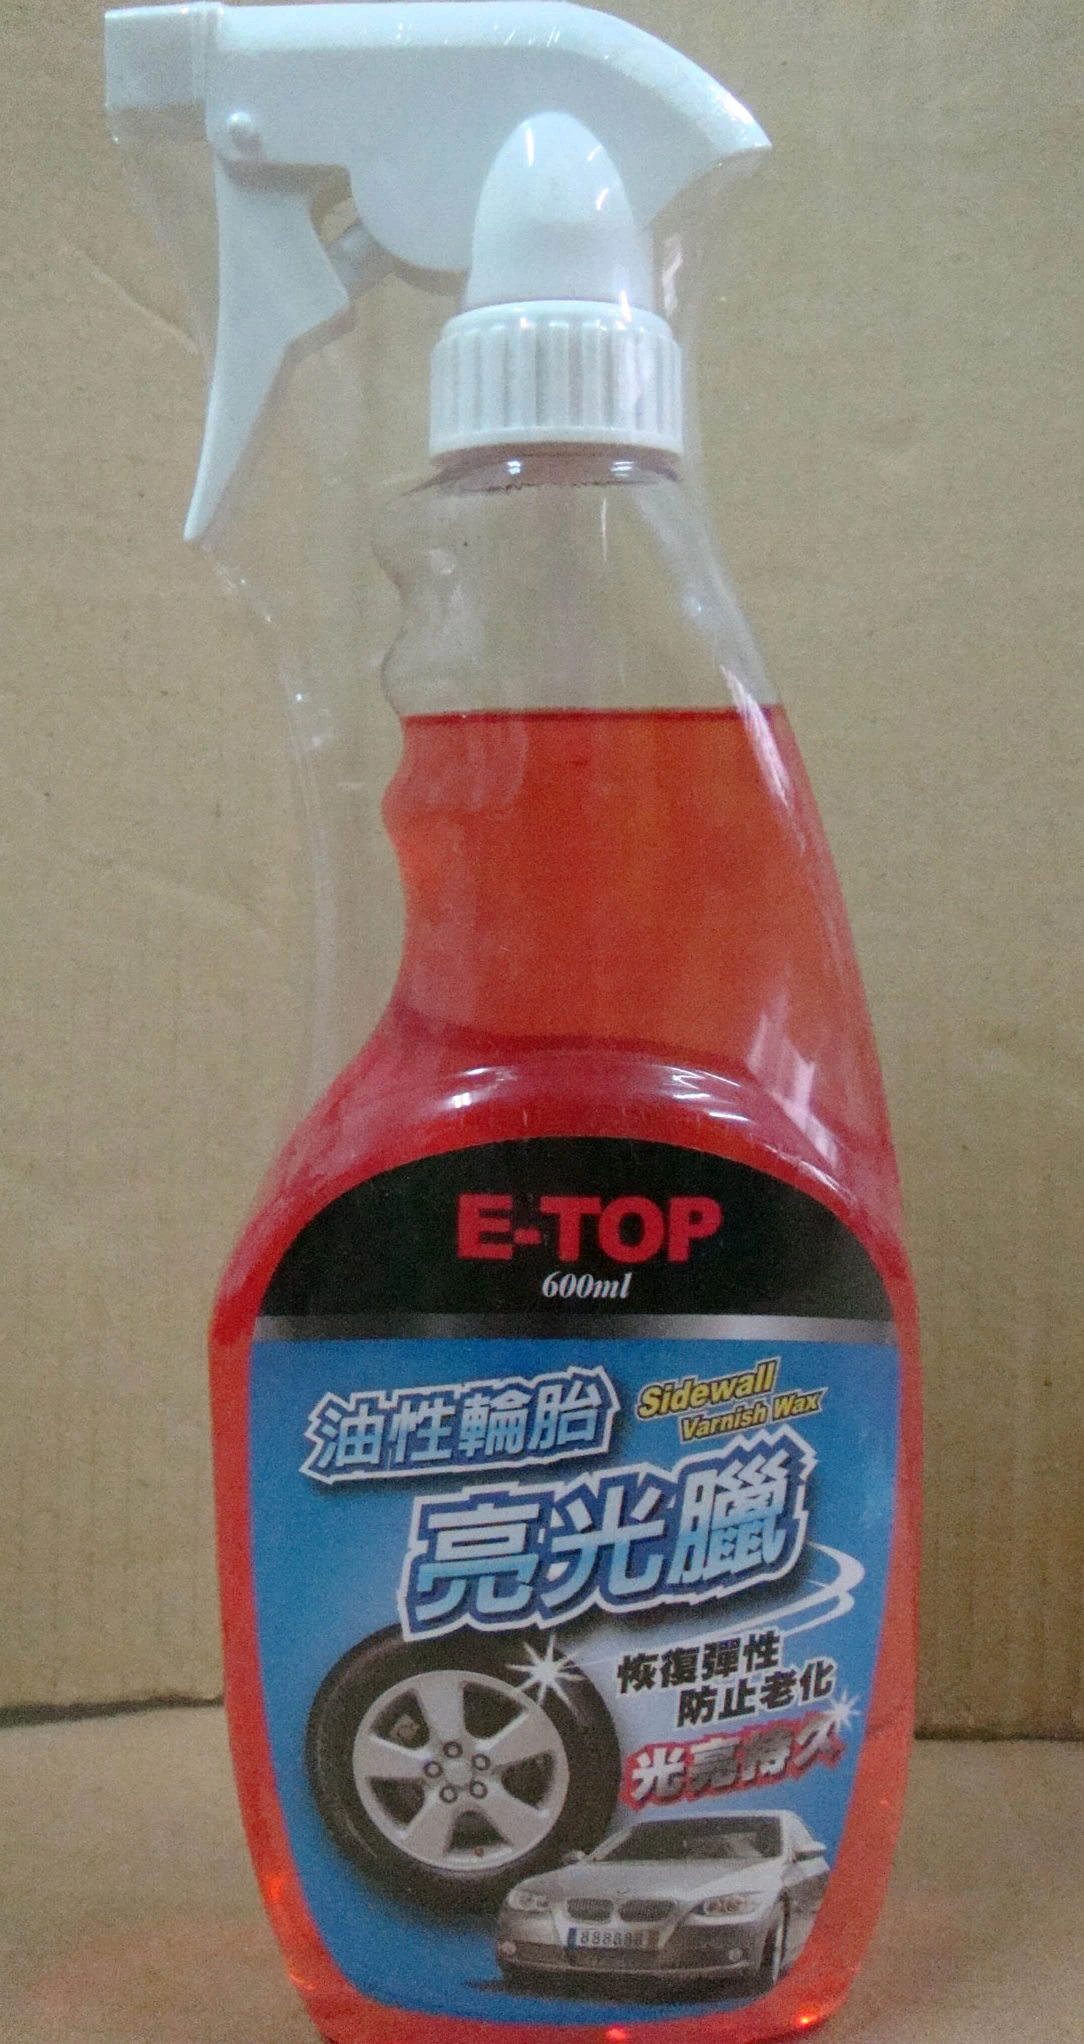 E-TOP
600ml
油性輪胎
Sidewall
Varnish Wax
亮光臘
恢復彈性
防止老化
光亮持久
888888